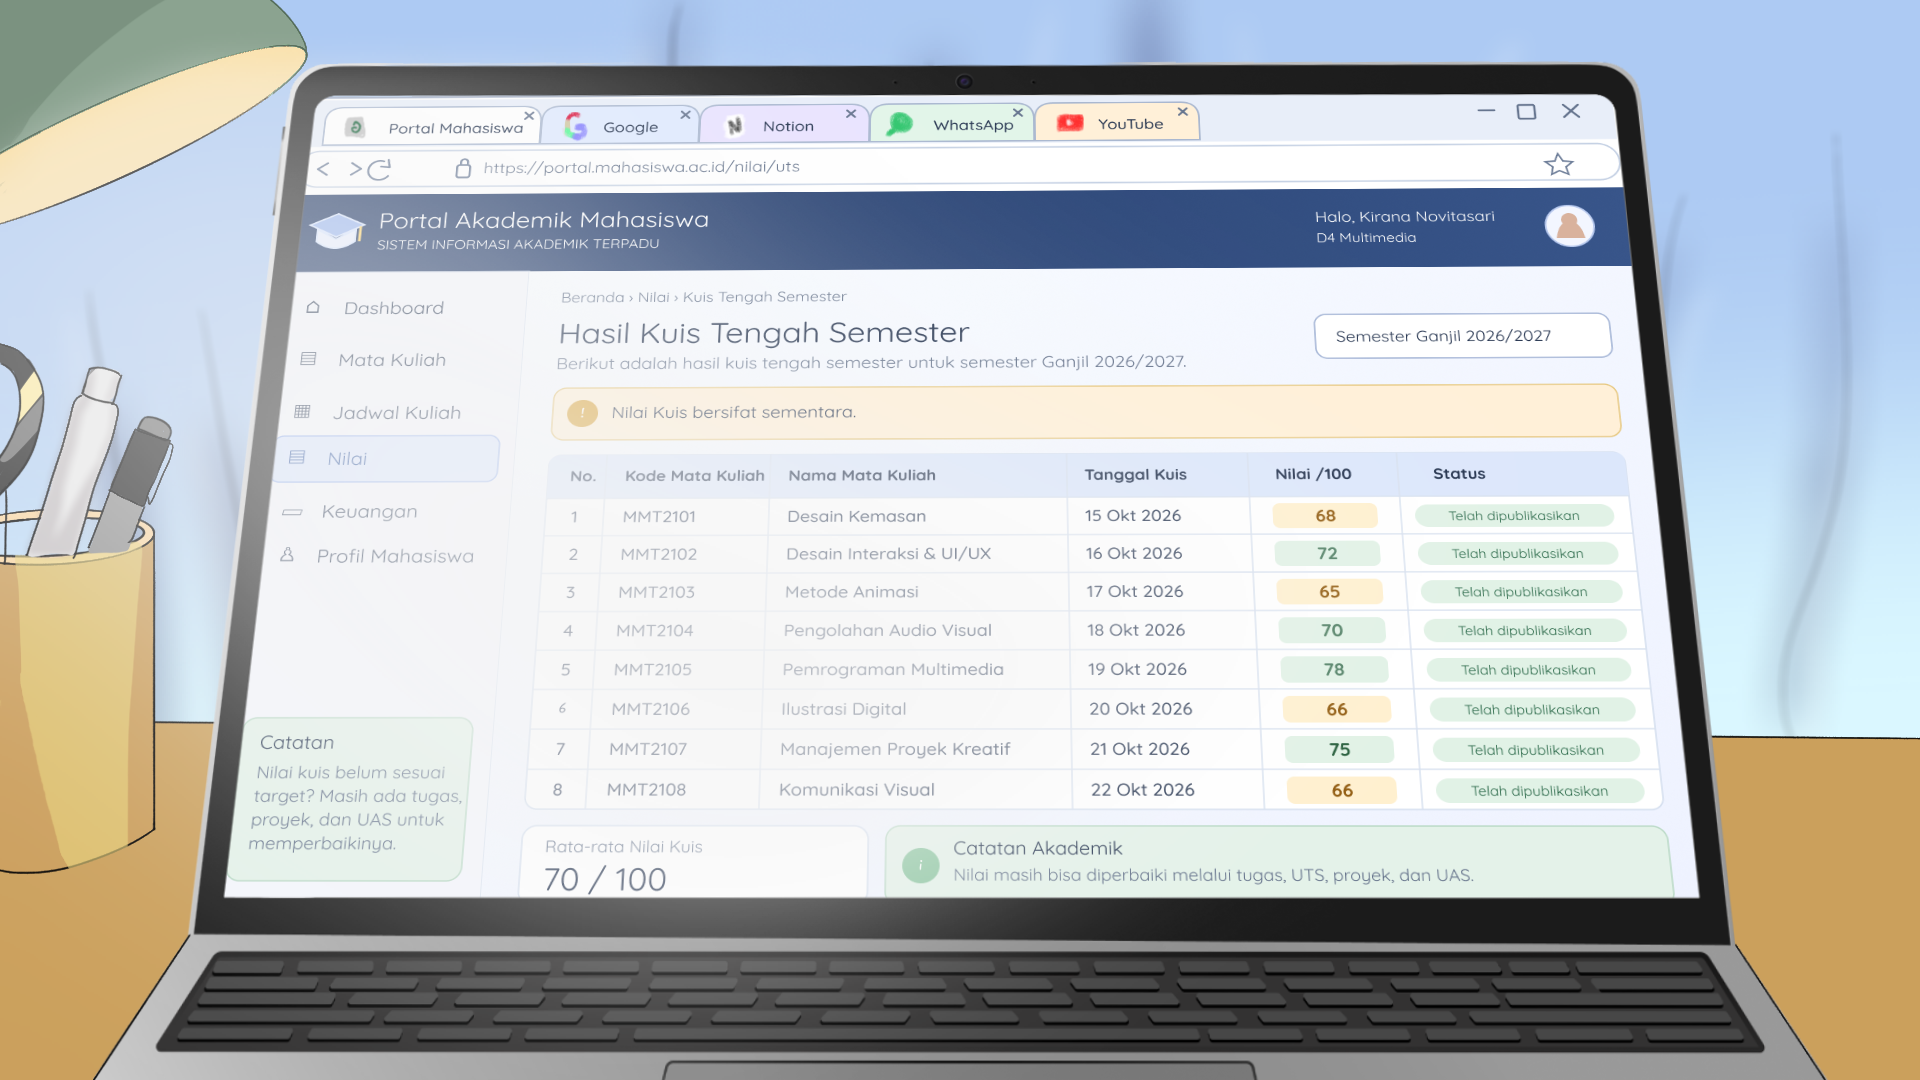 Portal Mahasiswa
Google
Notion
WhatsApp
YouTube
https://portal.mahasiswa.ac.id/nilai/uts
Portal Akademik Mahasiswa
SISTEM INFORMASI AKADEMIK TERPADU
Halo, Kirana Novitasari
D4 Multimedia
Dashboard
Mata Kuliah
Jadwal Kuliah
Nilai
Keuangan
Profil Mahasiswa
Catatan
Nilai kuis belum sesuai
target? Masih ada tugas,
proyek, dan UAS untuk
memperbaikinya.
Beranda › Nilai › Kuis Tengah Semester
Hasil Kuis Tengah Semester
Berikut adalah hasil kuis tengah semester untuk semester Ganjil 2026/2027.
Semester Ganjil 2026/2027
! Nilai Kuis bersifat sementara.
No. Kode Mata Kuliah Nama Mata Kuliah Tanggal Kuis Nilai /100 Status
1 MMT2101 Desain Kemasan 15 Okt 2026 68 Telah dipublikasikan
2 MMT2102 Desain Interaksi & UI/UX 16 Okt 2026 72 Telah dipublikasikan
3 MMT2103 Metode Animasi 17 Okt 2026 65 Telah dipublikasikan
4 MMT2104 Pengolahan Audio Visual 18 Okt 2026 70 Telah dipublikasikan
5 MMT2105 Pemrograman Multimedia 19 Okt 2026 78 Telah dipublikasikan
6 MMT2106 Ilustrasi Digital 20 Okt 2026 66 Telah dipublikasikan
7 MMT2107 Manajemen Proyek Kreatif 21 Okt 2026 75 Telah dipublikasikan
8 MMT2108 Komunikasi Visual 22 Okt 2026 66 Telah dipublikasikan
Rata-rata Nilai Kuis
70 / 100
i
Catatan Akademik
Nilai masih bisa diperbaiki melalui tugas, UTS, proyek, dan UAS.